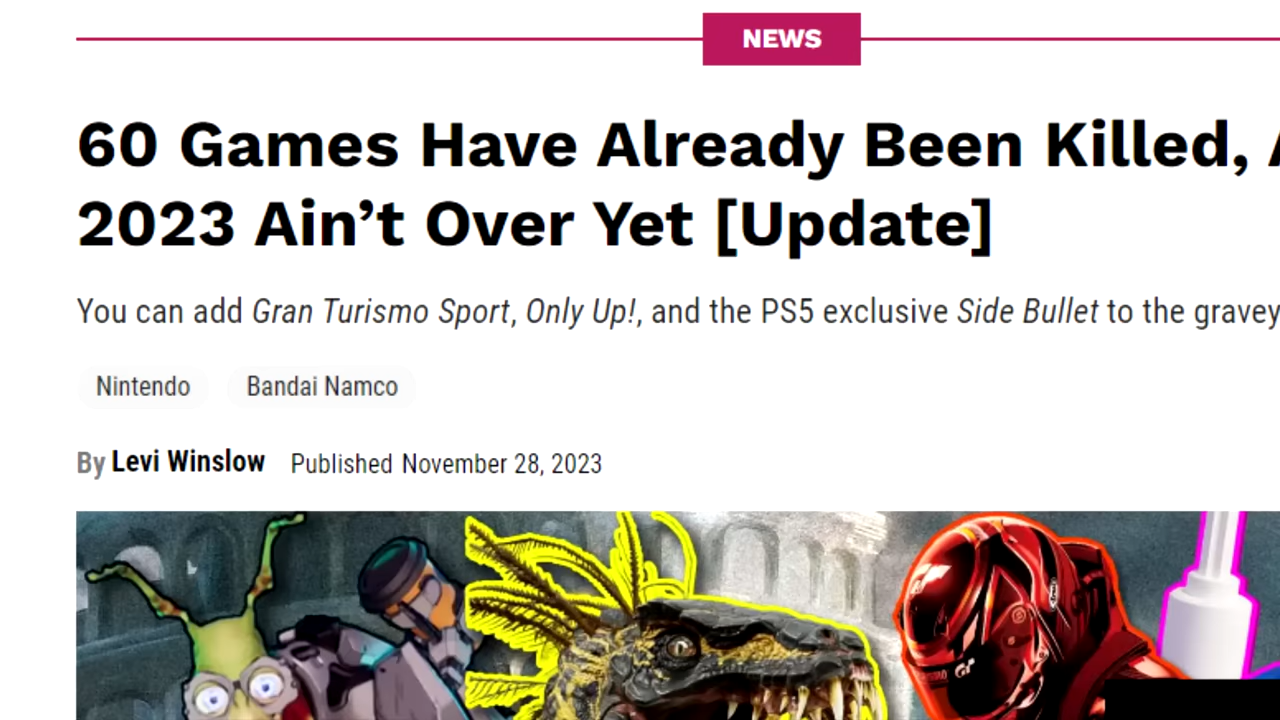 NEWS
60 Games Have Already Been Killed,
2023 Ain’t Over Yet [Update]
You can add Gran Turismo Sport, Only Up!, and the PS5 exclusive Side Bullet to the
Nintendo
Bandai Namco
By Levi Winslow Published November 28, 2023
GT